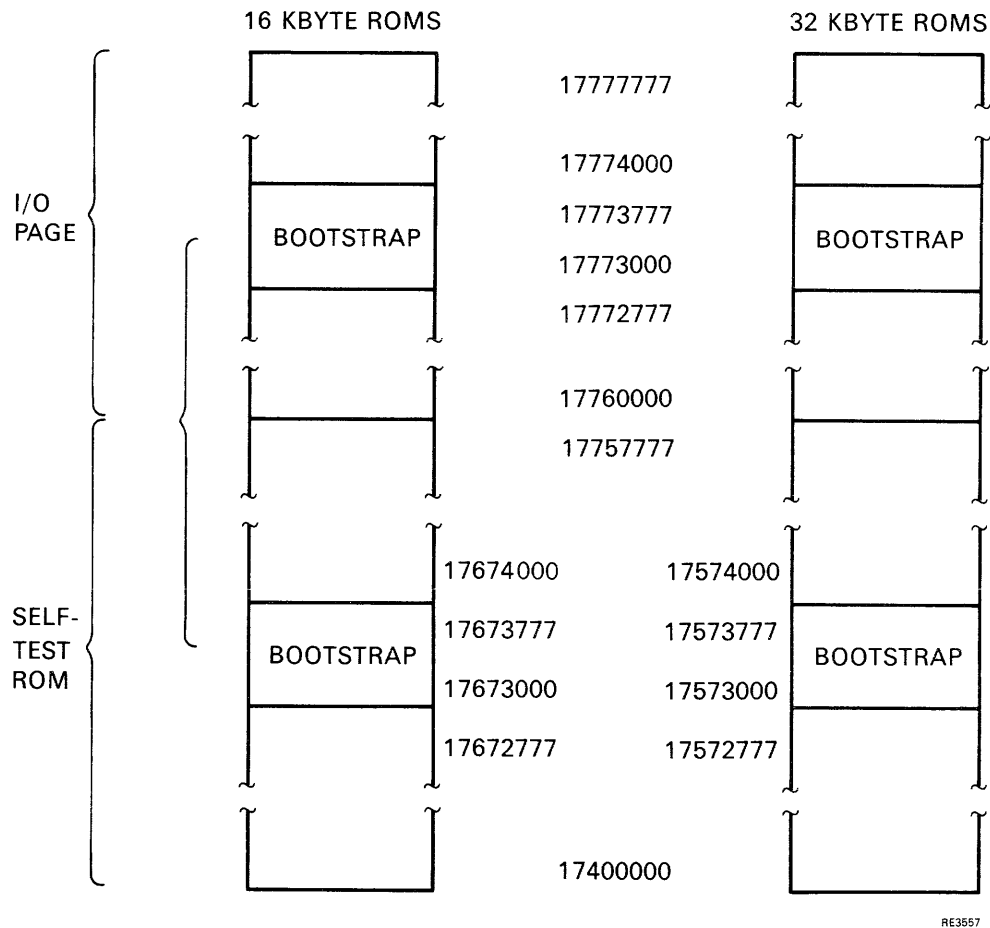 16 KBYTE ROMS
32 KBYTE ROMS
17777777
17774000
I/O
PAGE
BOOTSTRAP
17773777
17773000
BOOTSTRAP
17772777
17760000
17757777
17674000
17574000
SELF-
TEST
ROM
BOOTSTRAP
17673777
17673000
17573777
17573000
BOOTSTRAP
17672777
17572777
17400000
RE3557